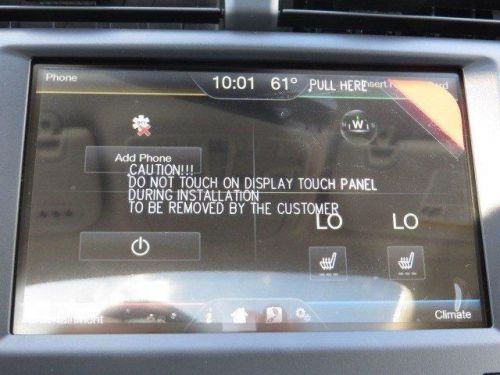 Phone
10:01 61° PULL HERE
Add Phone
CAUTION!!!
DO NOT TOUCH ON DISPLAY TOUCH PANEL
DURING INSTALLATION
TO BE REMOVED BY THE CUSTOMER
W
LO LO
Climate